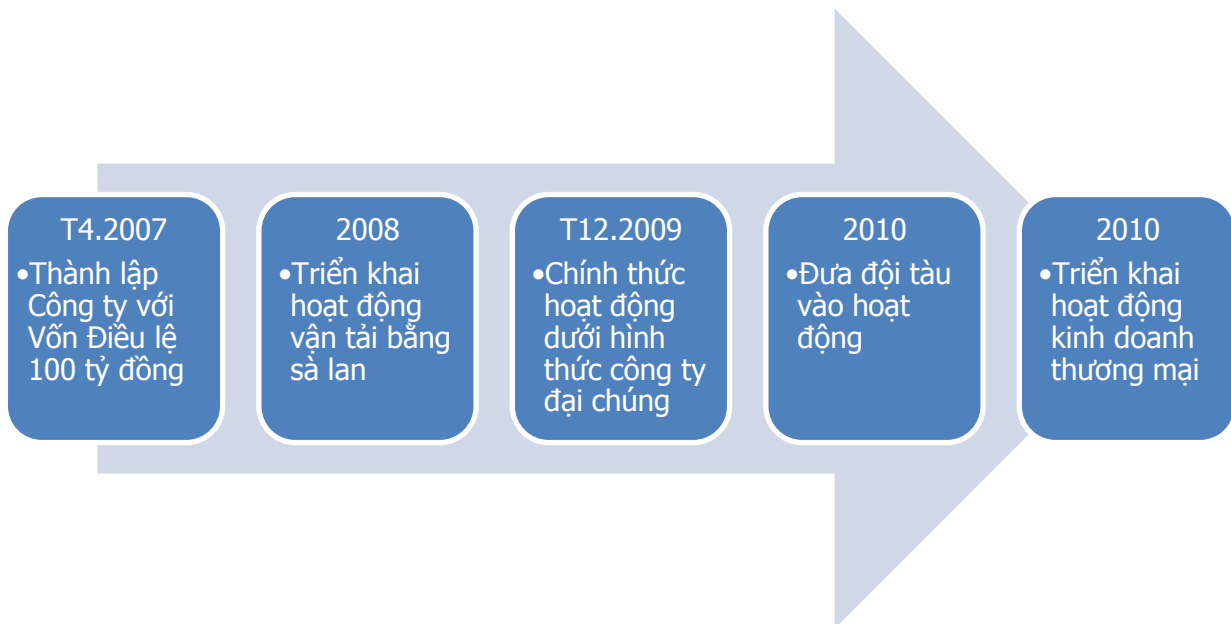 T4.2007
•Thành lập
Công ty với
Vốn Điều lệ
100 tỷ đồng
2008
•Triển khai
hoạt động
vận tải bằng
sà lan
T12.2009
•Chính thức
hoạt động
dưới hình
thức công ty
đại chúng
2010
•Đưa đội tàu
vào hoạt
động
2010
•Triển khai
hoạt động
kinh doanh
thương mại